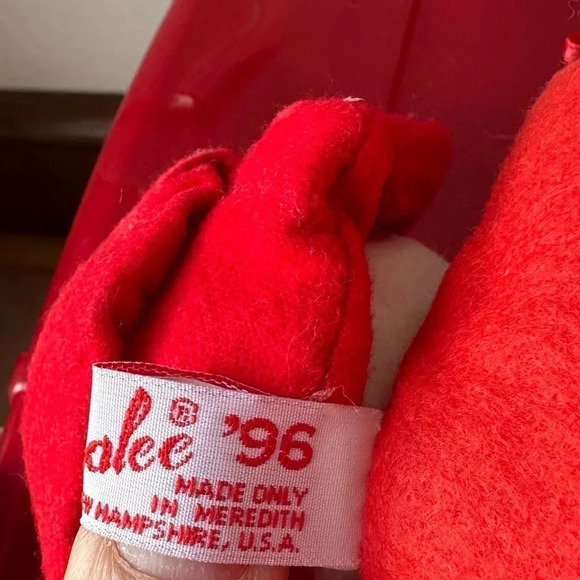 alee® '96
MADE ONLY
IN MEREDITH
HAMPSHIRE, U.S.A.